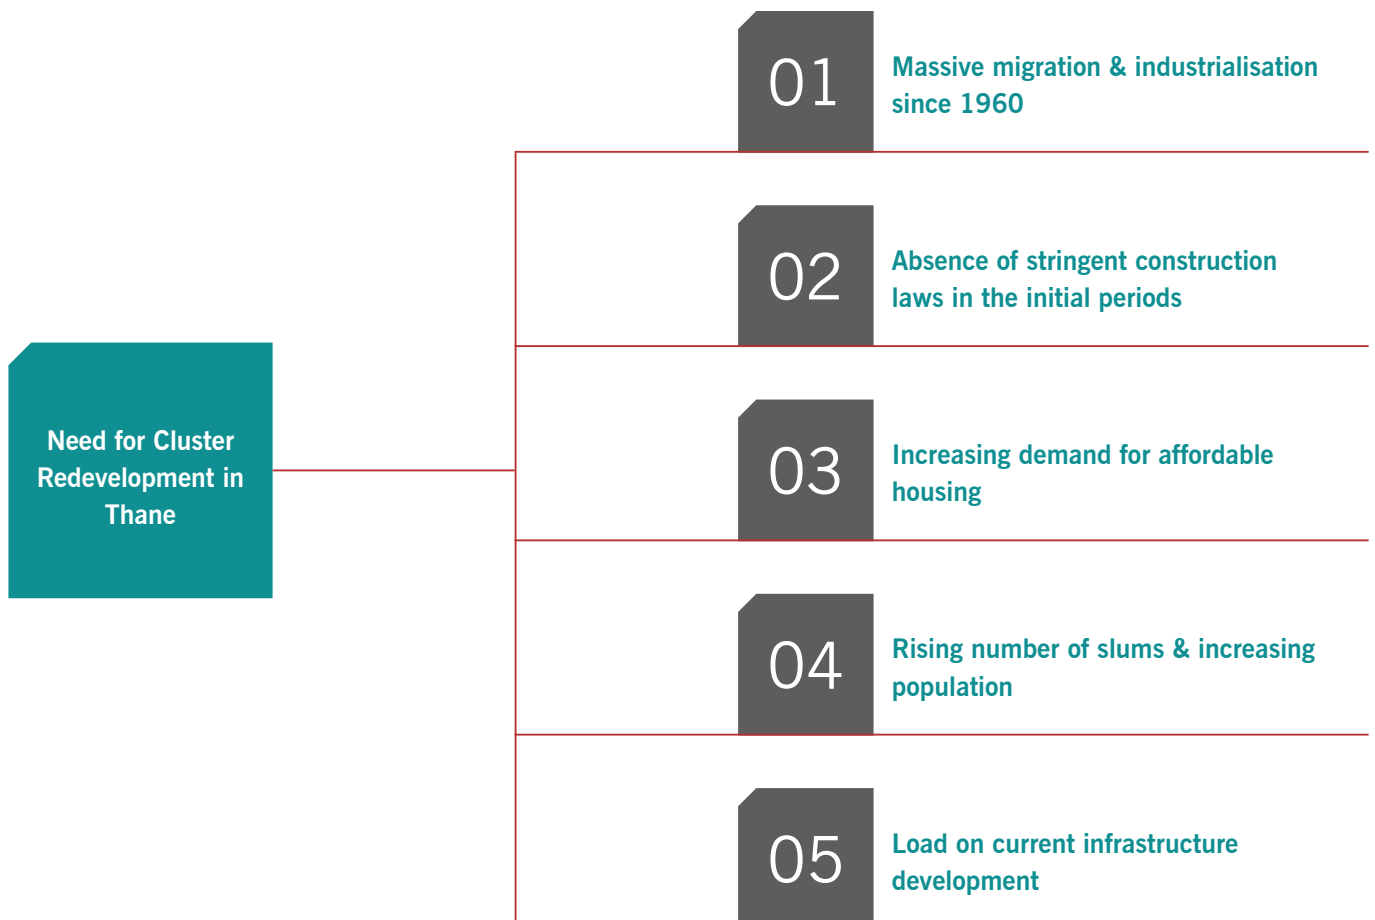 Need for Cluster
Redevelopment in
Thane
01
Massive migration & industrialisation
since 1960
02
Absence of stringent construction
laws in the initial periods
03
Increasing demand for affordable
housing
04
Rising number of slums & increasing
population
05
Load on current infrastructure
development